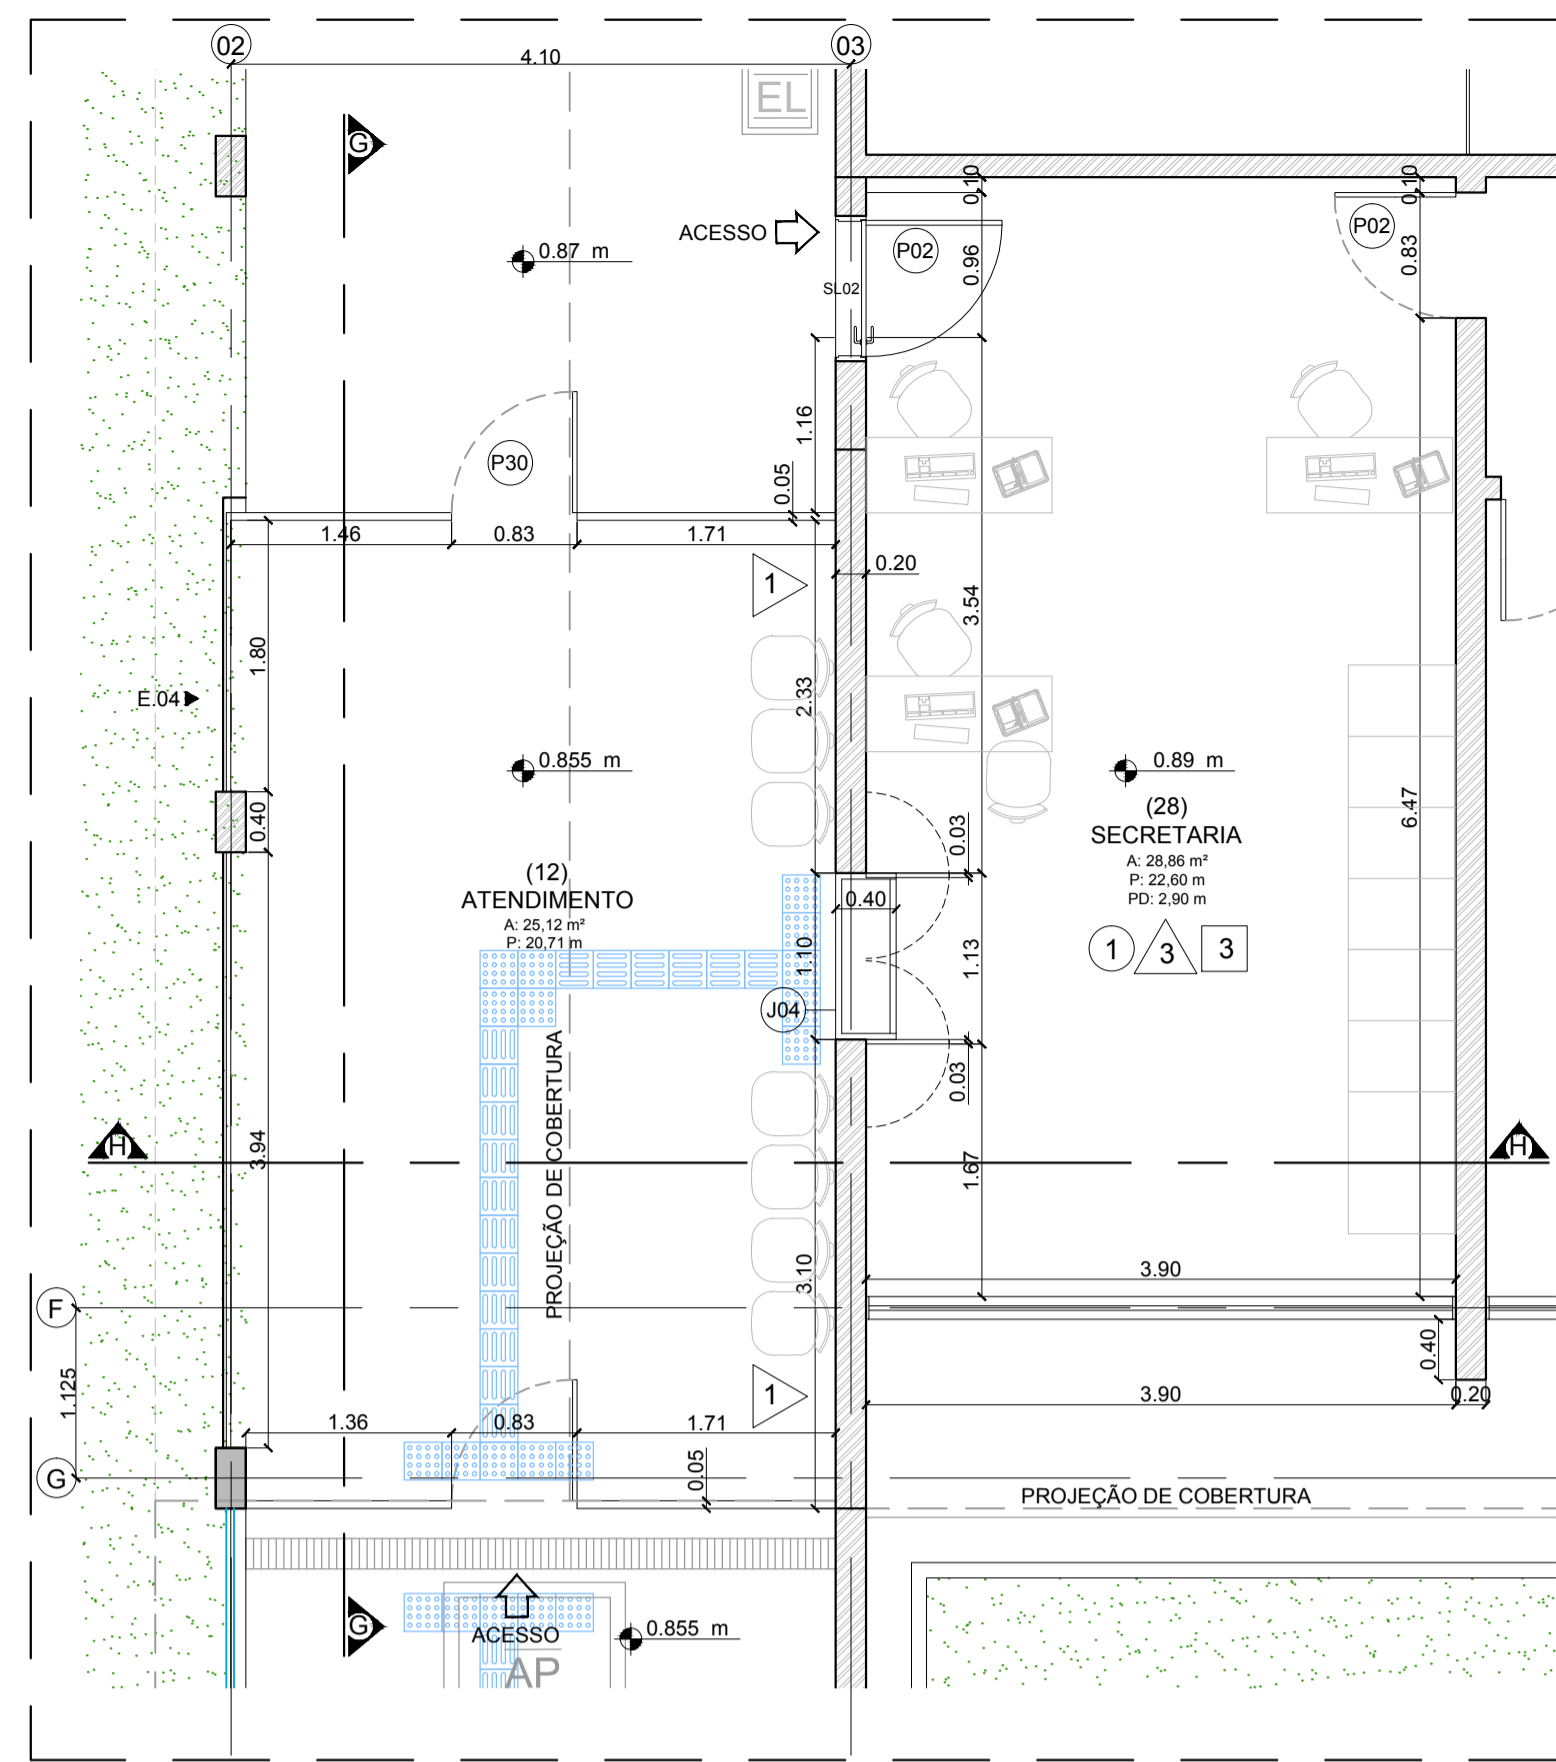 02
4.10
03
EL
G
0.10
0.10
ACESSO
P02
P02
0.87 m
0.96
0.83
SL02
1.16
P30
0.05
1.46
0.83
1.71
0.20
1
3.54
1.80
E.04
2.33
0.855 m
0.89 m
6.47
0.40
(28)
SECRETARIA
A: 28,86 m²
P: 22,60 m
PD: 2,90 m
0.03
(12)
ATENDIMENTO
A: 25,12 m²
P: 20,71 m
0.40
1
3
3
1.10
1.13
J04
PROJEÇÃO DE COBERTURA
0.03
H
H
3.94
1.67
3.10
3.90
F
1.125
0.40
1
3.90
0.20
1.36
0.83
1.71
G
0.05
PROJEÇÃO DE COBERTURA
G
ACESSO
0.855 m
AP